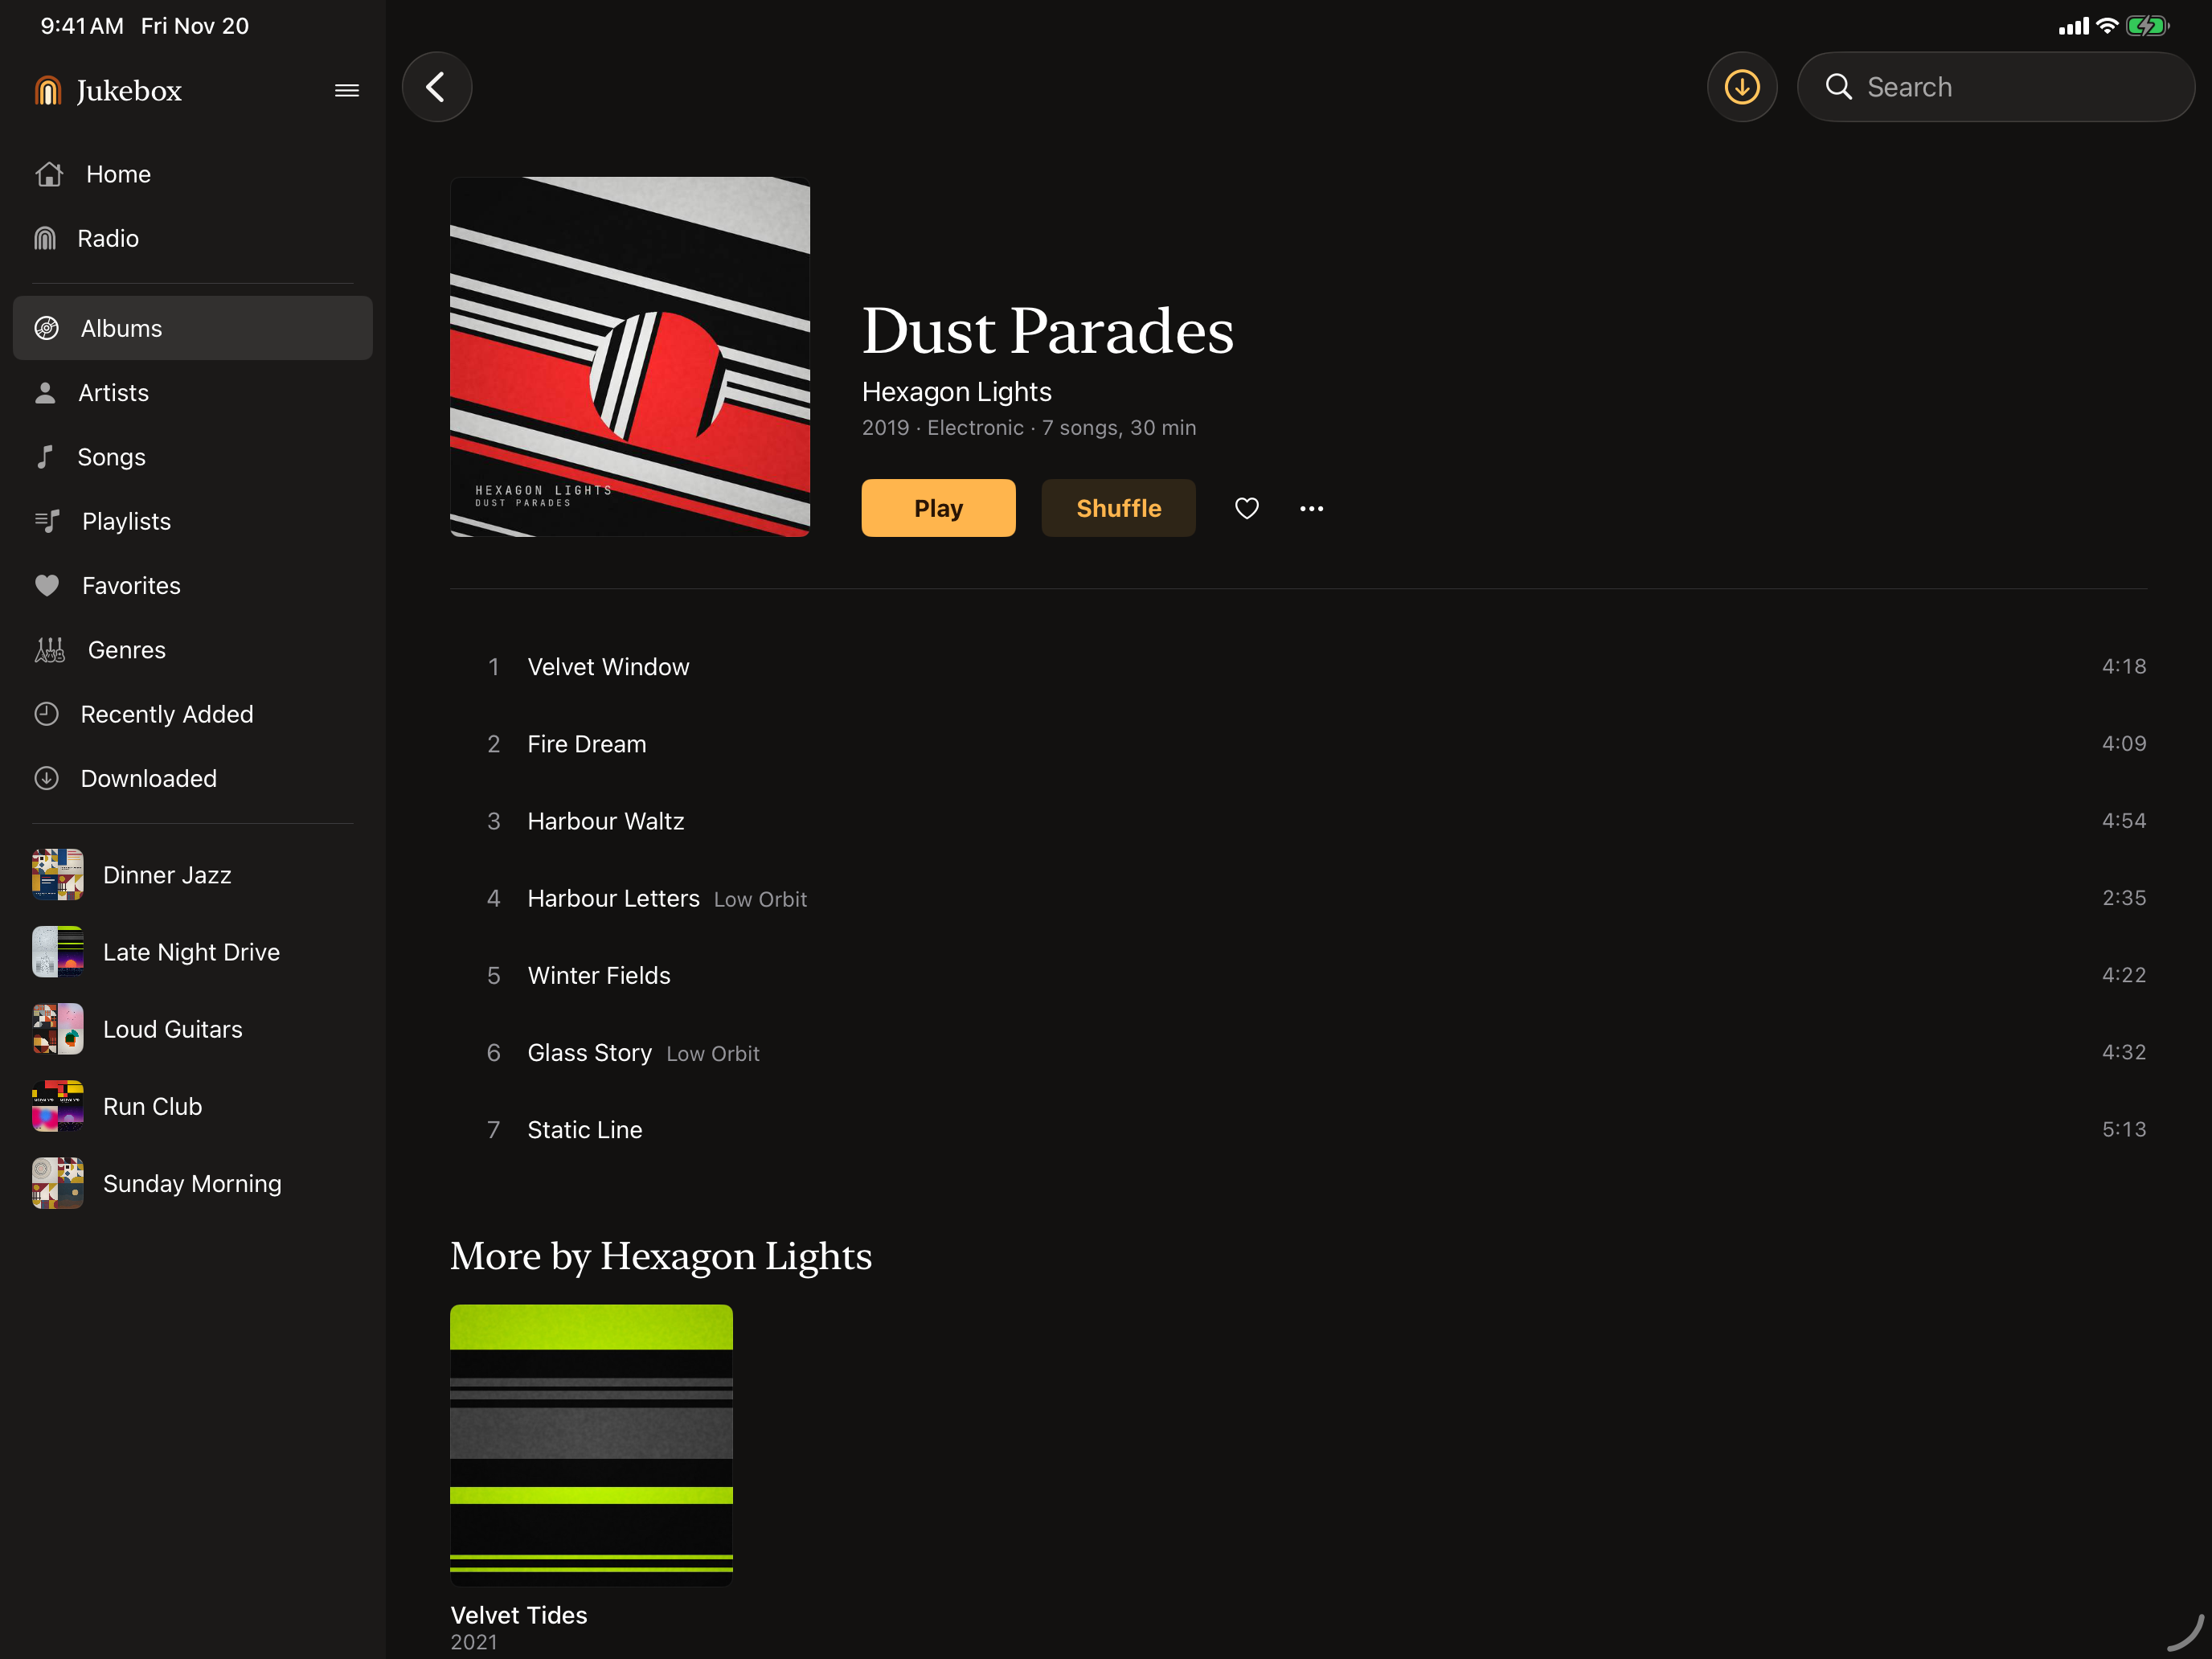 9:41 AM Fri Nov 20
Jukebox
Search
Home
Radio
Albums
Artists
Songs
Playlists
Favorites
Genres
Recently Added
Downloaded
Dinner Jazz
Late Night Drive
Loud Guitars
Run Club
Sunday Morning
HEXAGON LIGHTS
DUST PARADES
Dust Parades
Hexagon Lights
2019 · Electronic · 7 songs, 30 min
Play Shuffle
1 Velvet Window 4:18
2 Fire Dream 4:09
3 Harbour Waltz 4:54
4 Harbour Letters Low Orbit 2:35
5 Winter Fields 4:22
6 Glass Story Low Orbit 4:32
7 Static Line 5:13
More by Hexagon Lights
Velvet Tides
2021